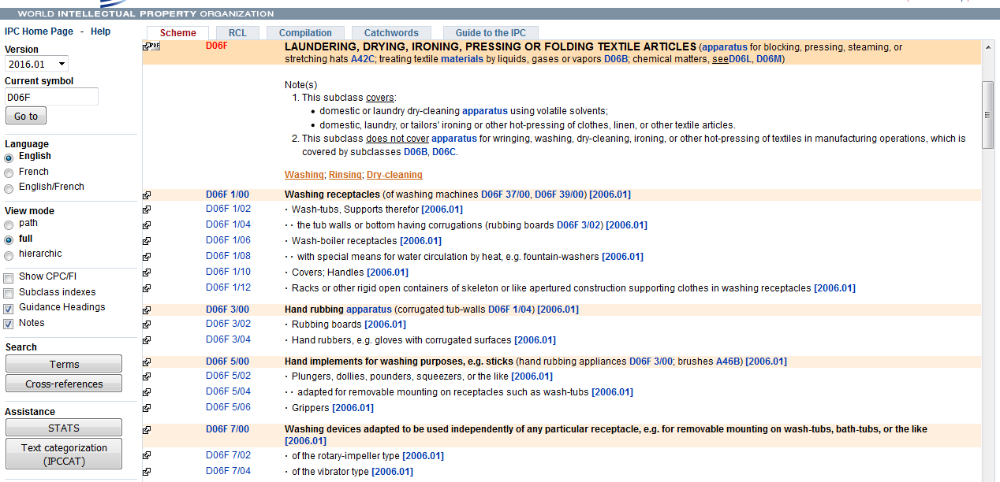 WORLD INTELLECTUAL PROPERTY ORGANIZATION
IPC Home Page - Help
Version
2016.01
Current symbol
D06F
Go to
Language
English
French
English/French
View mode
path
full
hierarchic
Show CPC/FI
Subclass indexes
Guidance Headings
Notes
Search
Terms
Cross-references
Assistance
STATS
Text categorization
(IPCCAT)
Scheme RCL Compilation Catchwords Guide to the IPC
PDF D06F LAUNDERING, DRYING, IRONING, PRESSING OR FOLDING TEXTILE ARTICLES (apparatus for blocking, pressing, steaming, or
stretching hats A42C; treating textile materials by liquids, gases or vapors D06B; chemical matters, seeD06L, D06M)
Note(s)
1. This subclass covers:
• domestic or laundry dry-cleaning apparatus using volatile solvents;
• domestic, laundry, or tailors' ironing or other hot-pressing of clothes, linen, or other textile articles.
2. This subclass does not cover apparatus for wringing, washing, dry-cleaning, ironing, or other hot-pressing of textiles in manufacturing operations, which is
covered by subclasses D06B, D06C.
Washing; Rinsing; Dry-cleaning
D06F 1/00 Washing receptacles (of washing machines D06F 37/00, D06F 39/00) [2006.01]
D06F 1/02 · Wash-tubs, Supports therefor [2006.01]
D06F 1/04 · · the tub walls or bottom having corrugations (rubbing boards D06F 3/02) [2006.01]
D06F 1/06 · Wash-boiler receptacles [2006.01]
D06F 1/08 · · with special means for water circulation by heat, e.g. fountain-washers [2006.01]
D06F 1/10 · Covers; Handles [2006.01]
D06F 1/12 · Racks or other rigid open containers of skeleton or like apertured construction supporting clothes in washing receptacles [2006.01]
D06F 3/00 Hand rubbing apparatus (corrugated tub-walls D06F 1/04) [2006.01]
D06F 3/02 · Rubbing boards [2006.01]
D06F 3/04 · Hand rubbers, e.g. gloves with corrugated surfaces [2006.01]
D06F 5/00 Hand implements for washing purposes, e.g. sticks (hand rubbing appliances D06F 3/00; brushes A46B) [2006.01]
D06F 5/02 · Plungers, dollies, pounders, squeezers, or the like [2006.01]
D06F 5/04 · · adapted for removable mounting on receptacles such as wash-tubs [2006.01]
D06F 5/06 · Grippers [2006.01]
D06F 7/00 Washing devices adapted to be used independently of any particular receptacle, e.g. for removable mounting on wash-tubs, bath-tubs, or the like
[2006.01]
D06F 7/02 · of the rotary-impeller type [2006.01]
D06F 7/04 · of the vibrator type [2006.01]